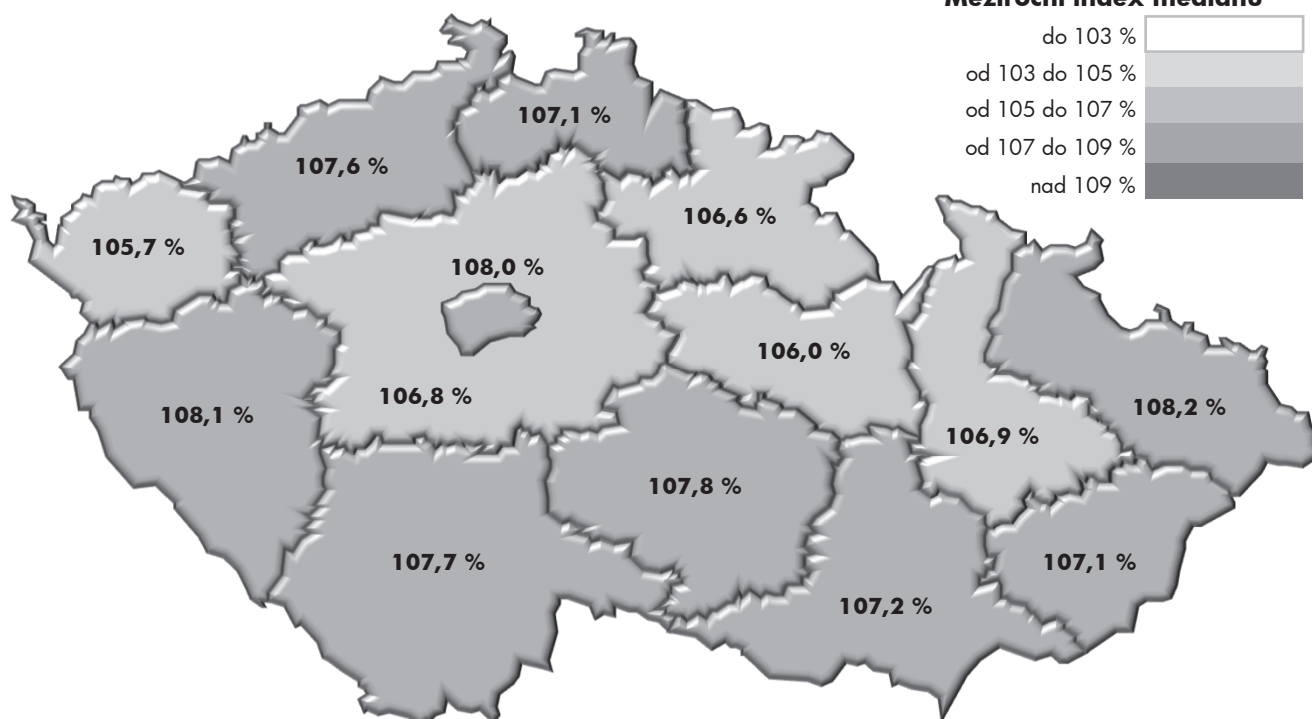 Meziroční index mediánu
do 103 %
od 103 do 105 %
od 105 do 107 %
od 107 do 109 %
nad 109 %
107,1 %
107,6 %
106,6 %
105,7 %
108,0 %
106,0 %
106,8 %
108,1 %
108,2 %
106,9 %
107,8 %
107,7 %
107,1 %
107,2 %